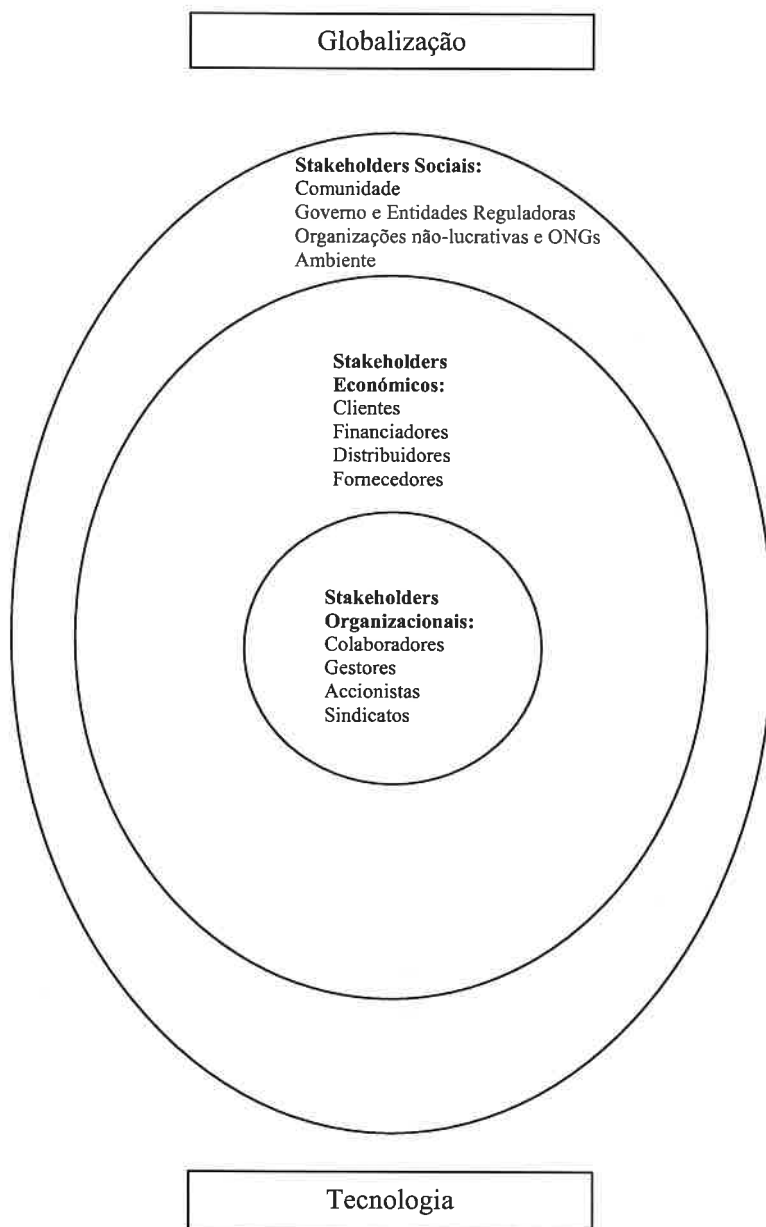 Globalização
Stakeholders Sociais:
Comunidade
Governo e Entidades Reguladoras
Organizações não-lucrativas e ONGs
Ambiente
Stakeholders
Económicos:
Clientes
Financiadores
Distribuidores
Fornecedores
Stakeholders
Organizacionais:
Colaboradores
Gestores
Accionistas
Sindicatos
Tecnologia